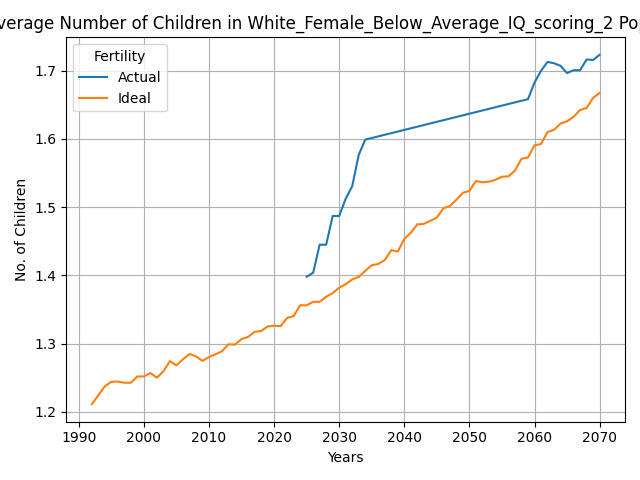 verage Number of Children in White_Female_Below_Average_IQ_scoring_2 Pop
Fertility
Actual
Ideal
No. of Children
1.7
1.6
1.5
1.4
1.3
1.2
1990 2000 2010 2020 2030 2040 2050 2060 2070
Years